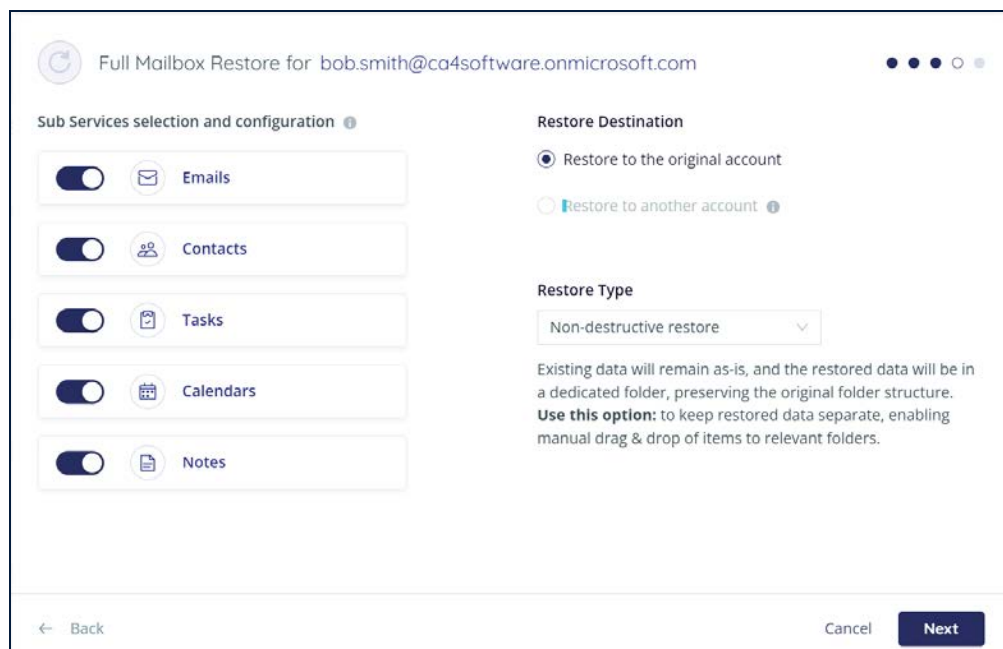 Full Mailbox Restore for bob.smith@ca4software.onmicrosoft.com
Sub Services selection and configuration
Emails
Contacts
Tasks
Calendars
Notes
Restore Destination
Restore to the original account
Restore to another account
Restore Type
Non-destructive restore
Existing data will remain as-is, and the restored data will be in
a dedicated folder, preserving the original folder structure.
Use this option: to keep restored data separate, enabling
manual drag & drop of items to relevant folders.
← Back
Cancel
Next